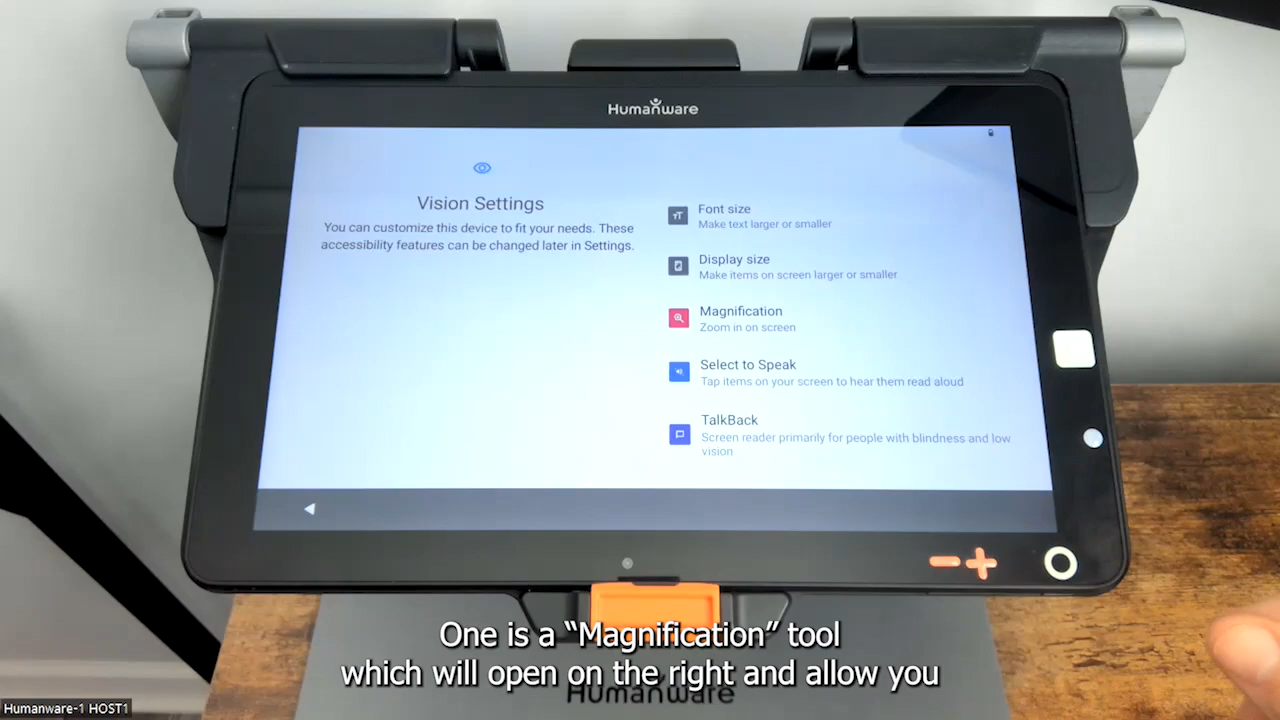 Humanware
Vision Settings
You can customize this device to fit your needs. These
accessibility features can be changed later in Settings.
Font size
Make text larger or smaller
Display size
Make items on screen larger or smaller
Magnification
Zoom in on screen
Select to Speak
Tap items on your screen to hear them read aloud
TalkBack
Screen reader primarily for people with blindness and low
vision
One is a “Magnification” tool
which will open on the right and allow you
Humanware
Humanware-1 HOST1